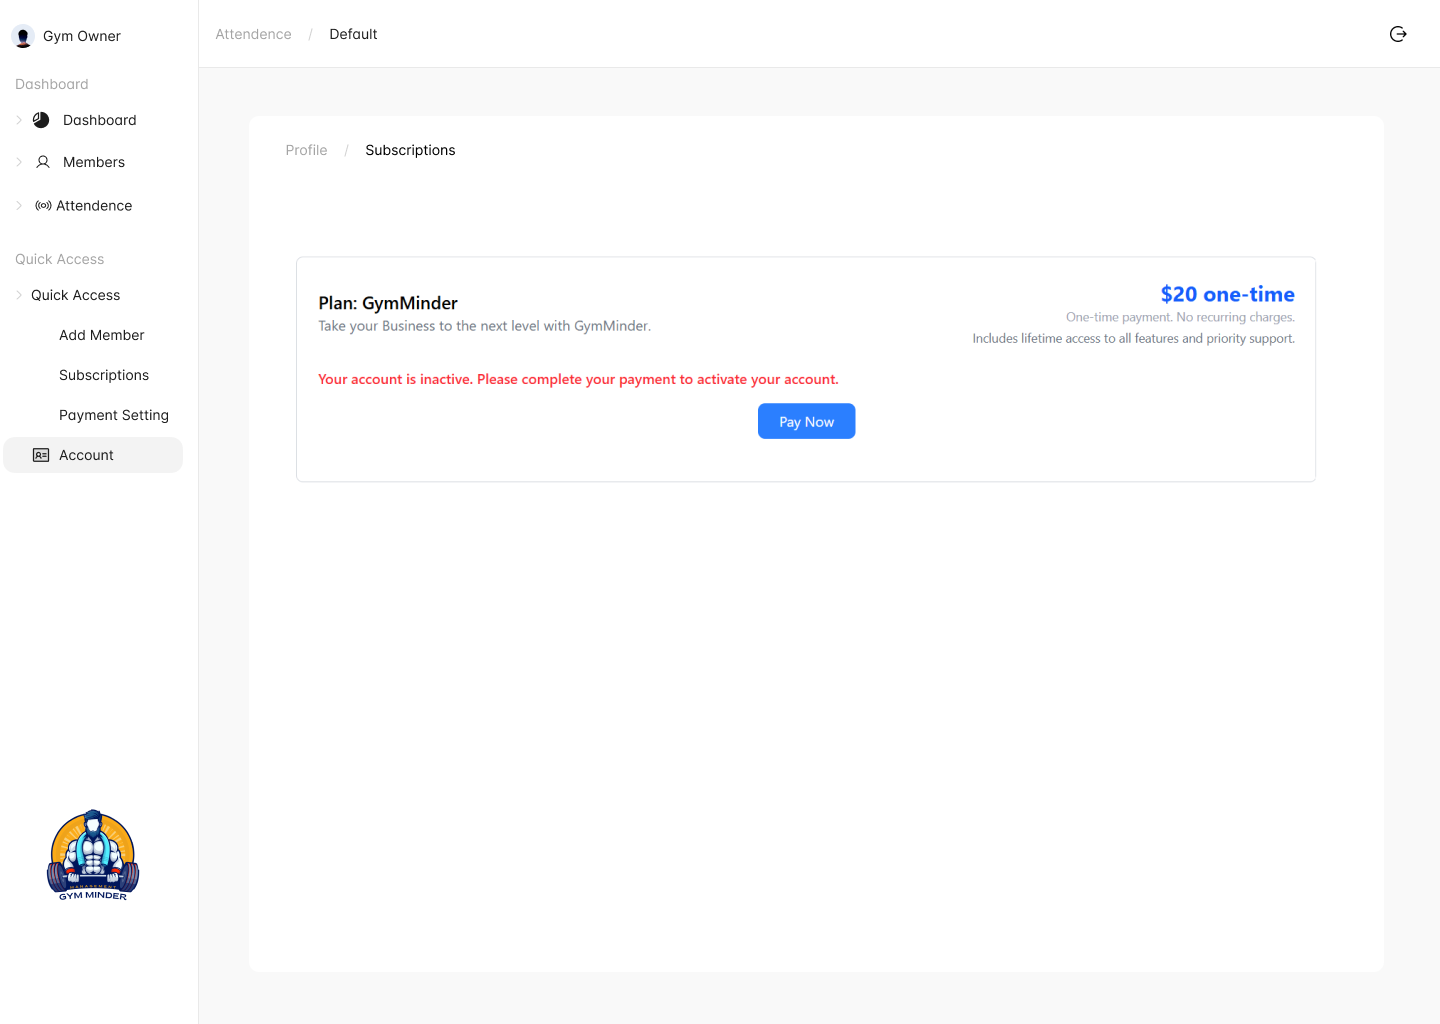 Gym Owner
Attendence / Default
Dashboard
Dashboard
Members
Attendence
Quick Access
Quick Access
Add Member
Subscriptions
Payment Setting
Account
Profile / Subscriptions
Plan: GymMinder
Take your Business to the next level with GymMinder.
$20 one-time
One-time payment. No recurring charges.
Includes lifetime access to all features and priority support.
Your account is inactive. Please complete your payment to activate your account.
Pay Now
MANAGEMENT
GYM MINDER